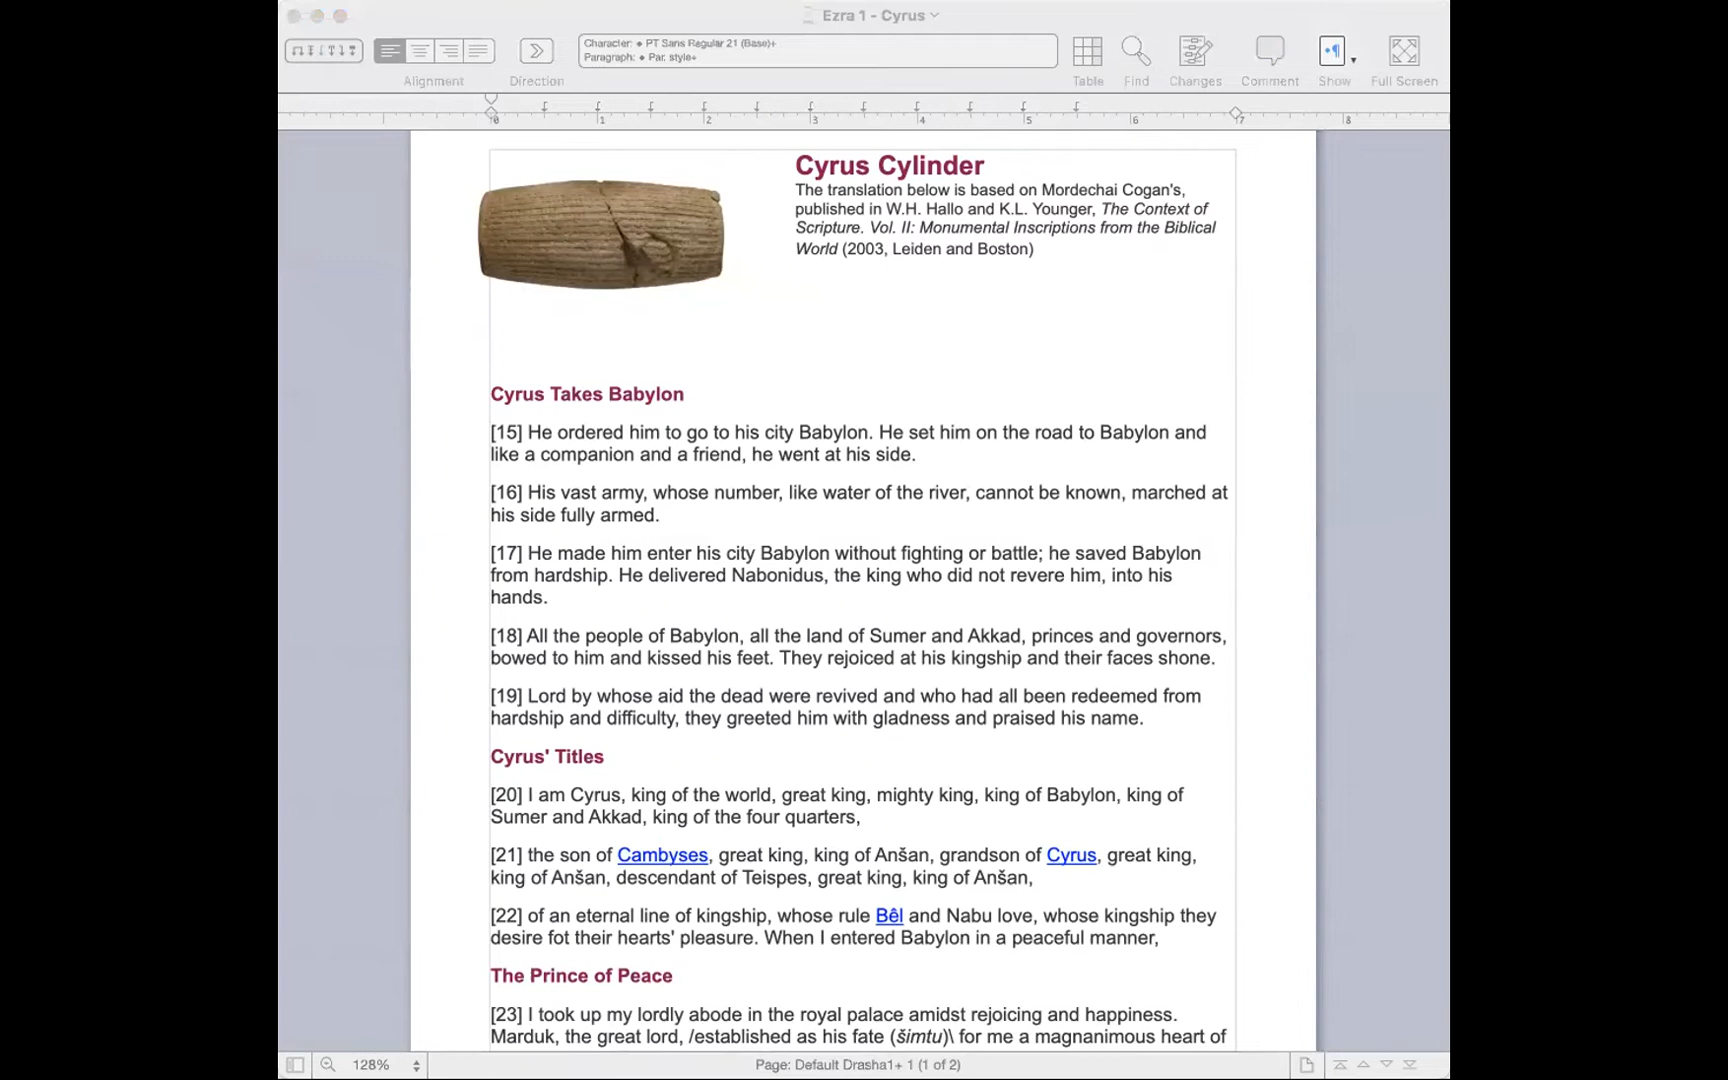 Ezra 1 - Cyrus
Character: • PT Sans Regular 21 (Base)+
Paragraph: • Par. style+
Alignment
Direction
Table
Find
Changes
Comment
Show
Full Screen
0 1 2 3 4 5 6 7 8
Cyrus Cylinder
The translation below is based on Mordechai Cogan's,
published in W.H. Hallo and K.L. Younger, The Context of
Scripture. Vol. II: Monumental Inscriptions from the Biblical
World (2003, Leiden and Boston)
Cyrus Takes Babylon
[15] He ordered him to go to his city Babylon. He set him on the road to Babylon and
like a companion and a friend, he went at his side.
[16] His vast army, whose number, like water of the river, cannot be known, marched at
his side fully armed.
[17] He made him enter his city Babylon without fighting or battle; he saved Babylon
from hardship. He delivered Nabonidus, the king who did not revere him, into his
hands.
[18] All the people of Babylon, all the land of Sumer and Akkad, princes and governors,
bowed to him and kissed his feet. They rejoiced at his kingship and their faces shone.
[19] Lord by whose aid the dead were revived and who had all been redeemed from
hardship and difficulty, they greeted him with gladness and praised his name.
Cyrus' Titles
[20] I am Cyrus, king of the world, great king, mighty king, king of Babylon, king of
Sumer and Akkad, king of the four quarters,
[21] the son of Cambyses, great king, king of Anšan, grandson of Cyrus, great king,
king of Anšan, descendant of Teispes, great king, king of Anšan,
[22] of an eternal line of kingship, whose rule Bêl and Nabu love, whose kingship they
desire fot their hearts' pleasure. When I entered Babylon in a peaceful manner,
The Prince of Peace
[23] I took up my lordly abode in the royal palace amidst rejoicing and happiness.
Marduk, the great lord, /established as his fate (šimtu)\ for me a magnanimous heart of
128%
Page: Default Drasha1+ 1 (1 of 2)